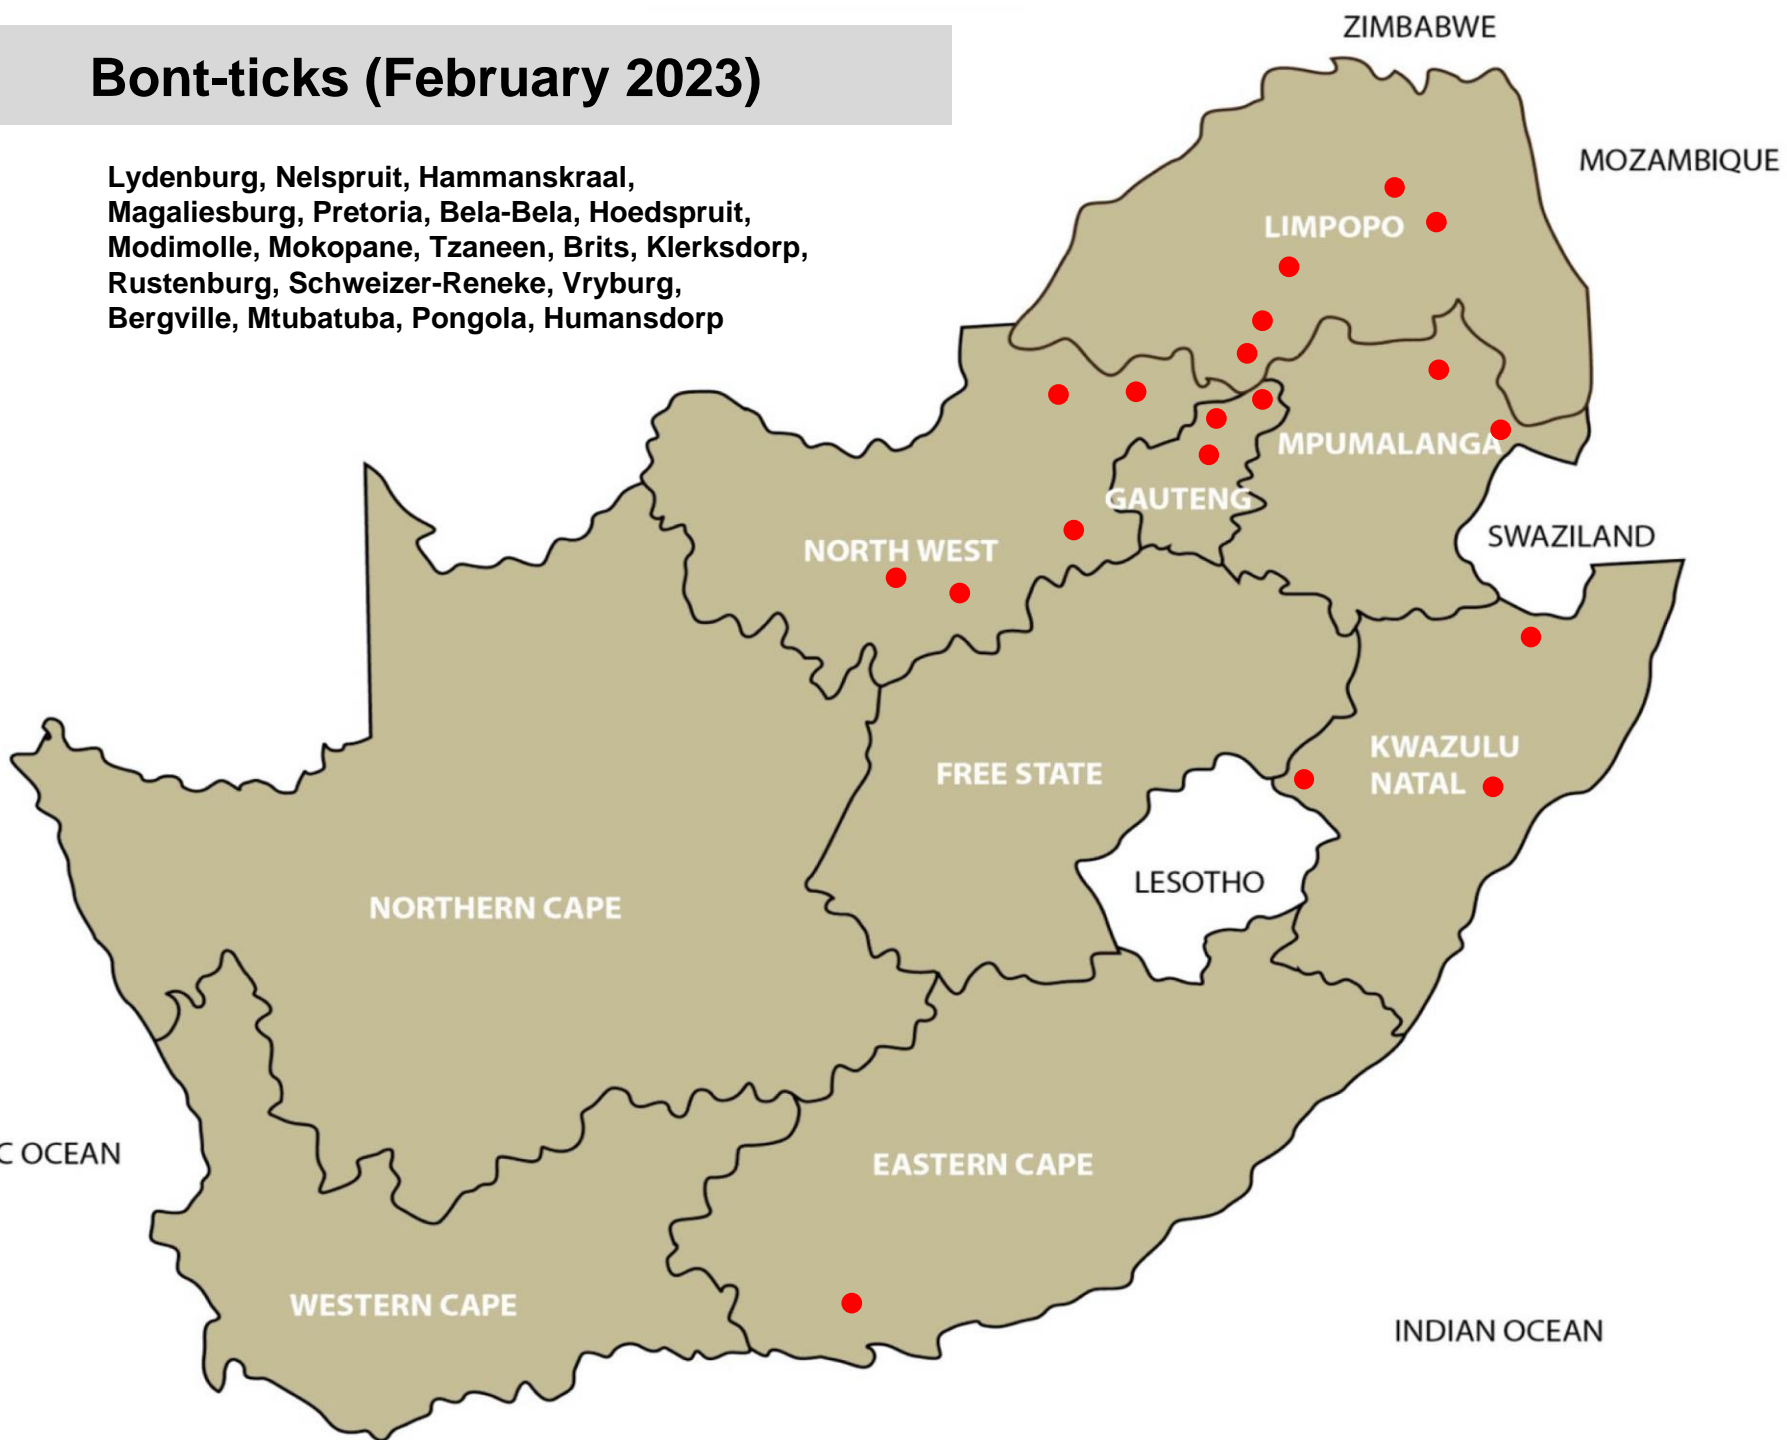 ZIMBABWE
Bont-ticks (February 2023)
MOZAMBIQUE
Lydenburg, Nelspruit, Hammanskraal,
Magaliesburg, Pretoria, Bela-Bela, Hoedspruit,
Modimolle, Mokopane, Tzaneen, Brits, Klerksdorp,
Rustenburg, Schweizer-Reneke, Vryburg,
Bergville, Mtubatuba, Pongola, Humansdorp
LIMPOPO
MPUMALANGA
GAUTENG
SWAZILAND
NORTH WEST
KWAZULU
NATAL
FREE STATE
LESOTHO
NORTHERN CAPE
C OCEAN
EASTERN CAPE
WESTERN CAPE
INDIAN OCEAN